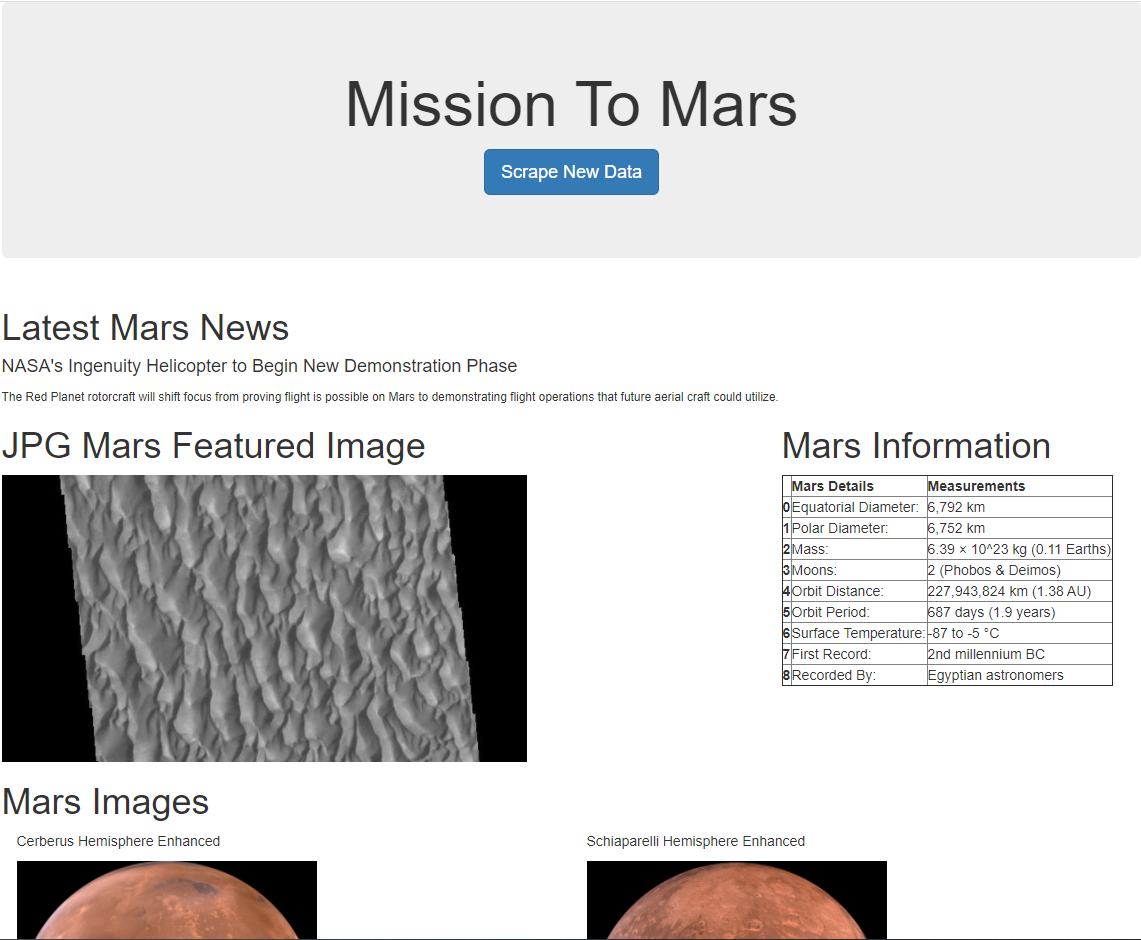 Mission To Mars
Scrape New Data
Latest Mars News
NASA's Ingenuity Helicopter to Begin New Demonstration Phase
The Red Planet rotorcraft will shift focus from proving flight is possible on Mars to demonstrating flight operations that future aerial craft could utilize.
JPG Mars Featured Image
Mars Information
Mars Details Measurements
0 Equatorial Diameter: 6,792 km
1 Polar Diameter: 6,752 km
2 Mass: 6.39 × 10^23 kg (0.11 Earths)
3 Moons: 2 (Phobos & Deimos)
4 Orbit Distance: 227,943,824 km (1.38 AU)
5 Orbit Period: 687 days (1.9 years)
6 Surface Temperature: -87 to -5 °C
7 First Record: 2nd millennium BC
8 Recorded By: Egyptian astronomers
Mars Images
Cerberus Hemisphere Enhanced
Schiaparelli Hemisphere Enhanced